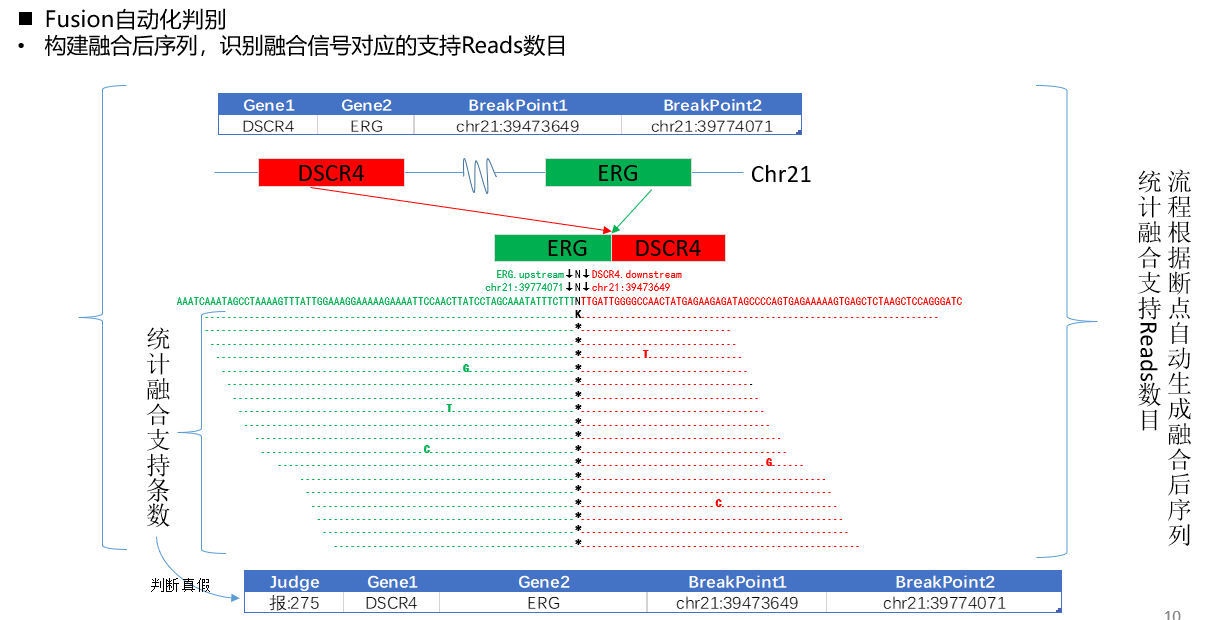 Fusion自动化判别
构建融合后序列，识别融合信号对应的支持Reads数目
Gene1 Gene2 BreakPoint1 BreakPoint2
DSCR4 ERG chr21:39473649 chr21:39774071
DSCR4 ERG Chr21
ERG DSCR4
ERG.upstream↓N↓DSCR4.downstream
chr21:39774071↓N↓chr21:39473649
AAATCAAATAGCCTAAAAGTTTATTGGAAAGGAAAAAGAAAATTCCAACTTATCCTAGCAAATATTTCTTTNTTGATTGGGGCCAACTATGAGAAGAGATAGCCCCAGTGAGAAAAAGTGAGCTCTAAGCTCCAGGGATC
K
*
*
* T
G *
*
*
T *
*
*
C *
* G
*
*
* C
*
*
*
统计融合支持条数
判断真假
Judge Gene1 Gene2 BreakPoint1 BreakPoint2
报:275 DSCR4 ERG chr21:39473649 chr21:39774071
流程根据断点自动生成融合后序列
统计融合支持Reads数目
10